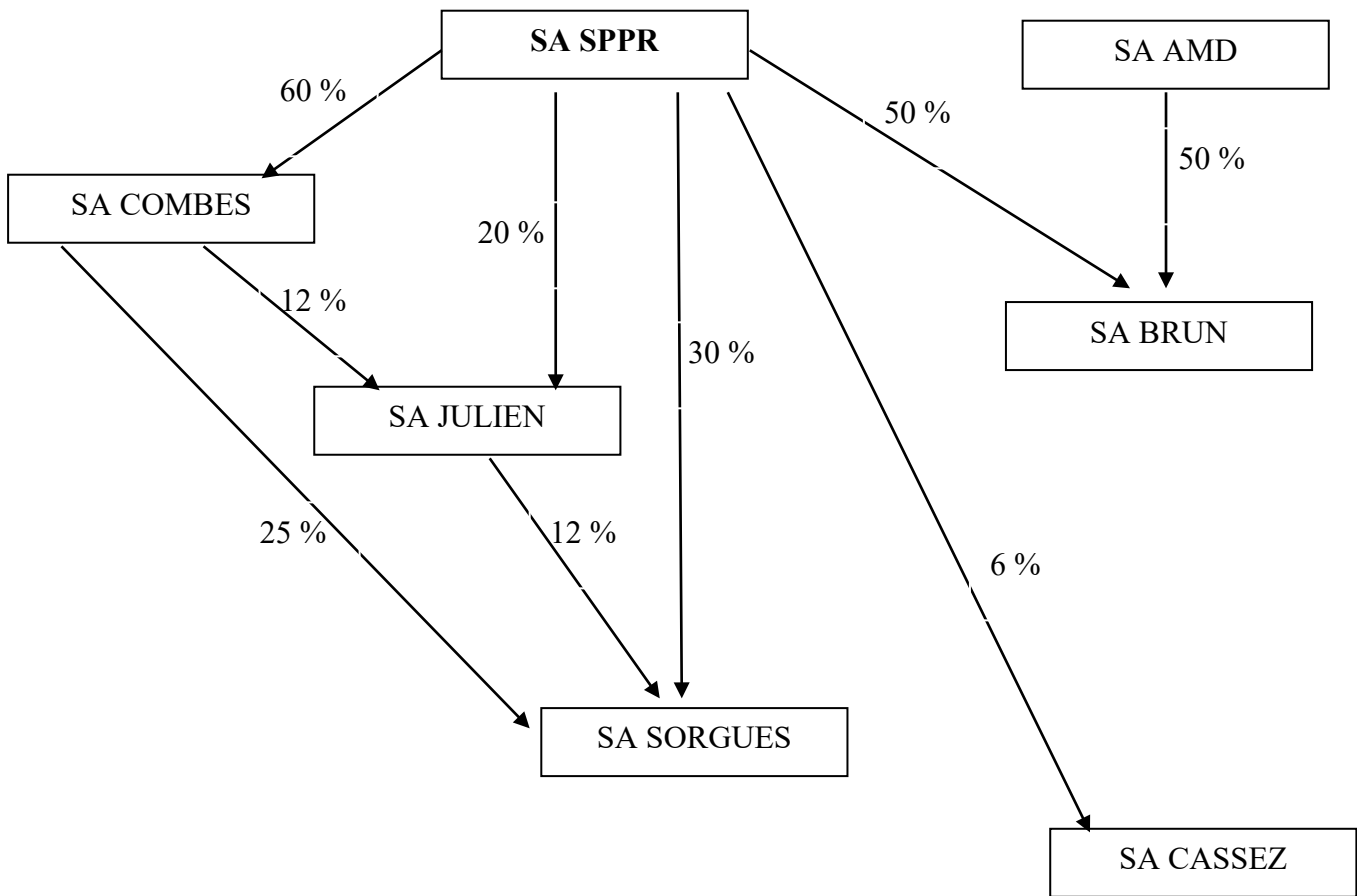 SA SPPR
SA AMD
60 %
50 %
50 %
SA COMBES
20 %
12 %
SA BRUN
30 %
SA JULIEN
25 %
12 %
6 %
SA SORGUES
SA CASSEZ